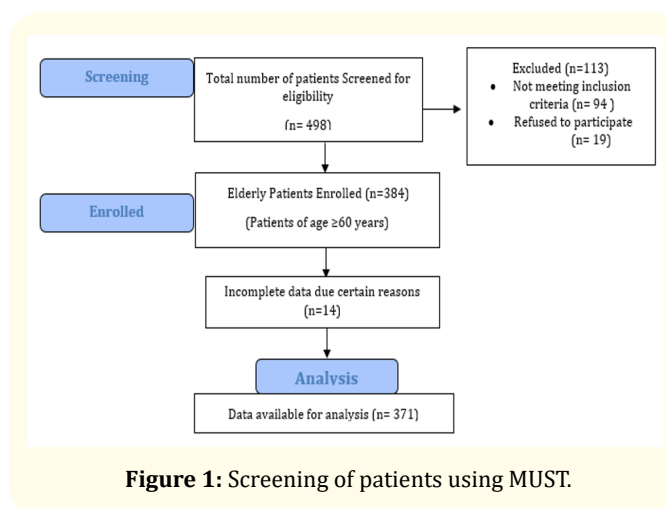 Screening
Total number of patients Screened for
eligibility
(n= 498)
Excluded (n=113)
• Not meeting inclusion
criteria (n= 94 )
• Refused to participate
(n= 19)
Enrolled
Elderly Patients Enrolled (n=384)
(Patients of age ≥60 years)
Incomplete data due certain reasons
(n=14)
Analysis
Data available for analysis (n= 371)
Figure 1: Screening of patients using MUST.